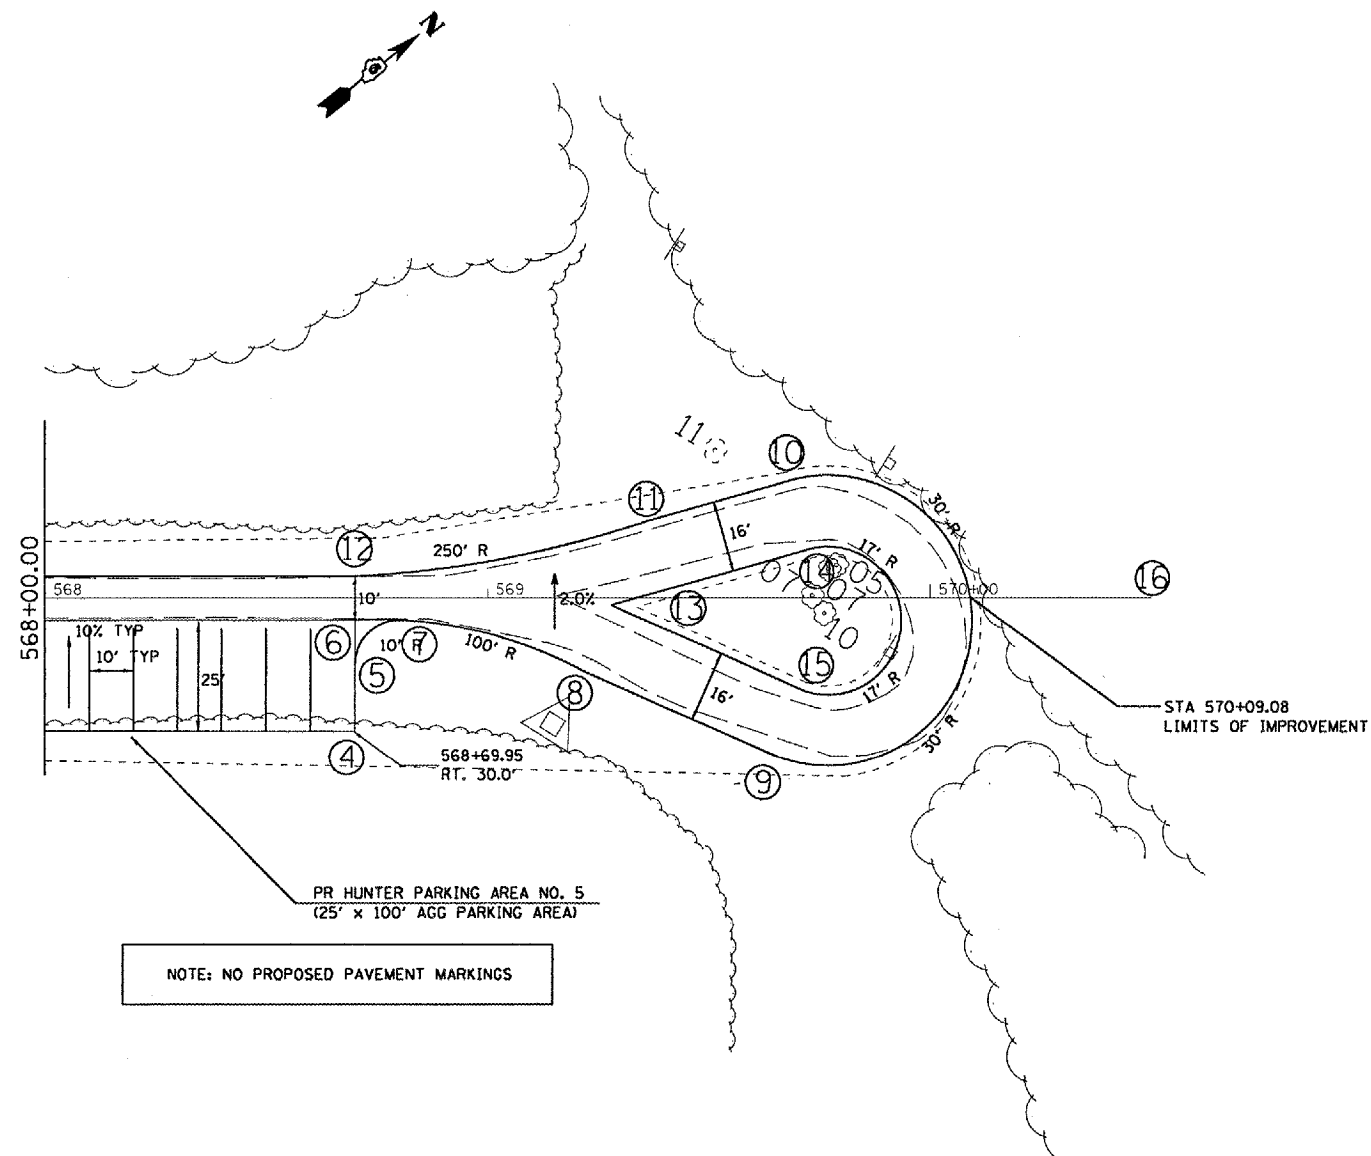 N
11
10
11
30' R
12
250' R
16'
17' R
568+00.00
568
569
2.0%
14
05
570+00
16
10'
13
07
10
6
10' R
7
100' R
10% TYP
10' TYP
5
25'
15
17' R
8
16'
30' R
STA 570+09.08
LIMITS OF IMPROVEMENT
4
568+69.95
RT. 30.0'
9
PR HUNTER PARKING AREA NO. 5
(25' x 100' AGG PARKING AREA)
NOTE: NO PROPOSED PAVEMENT MARKINGS